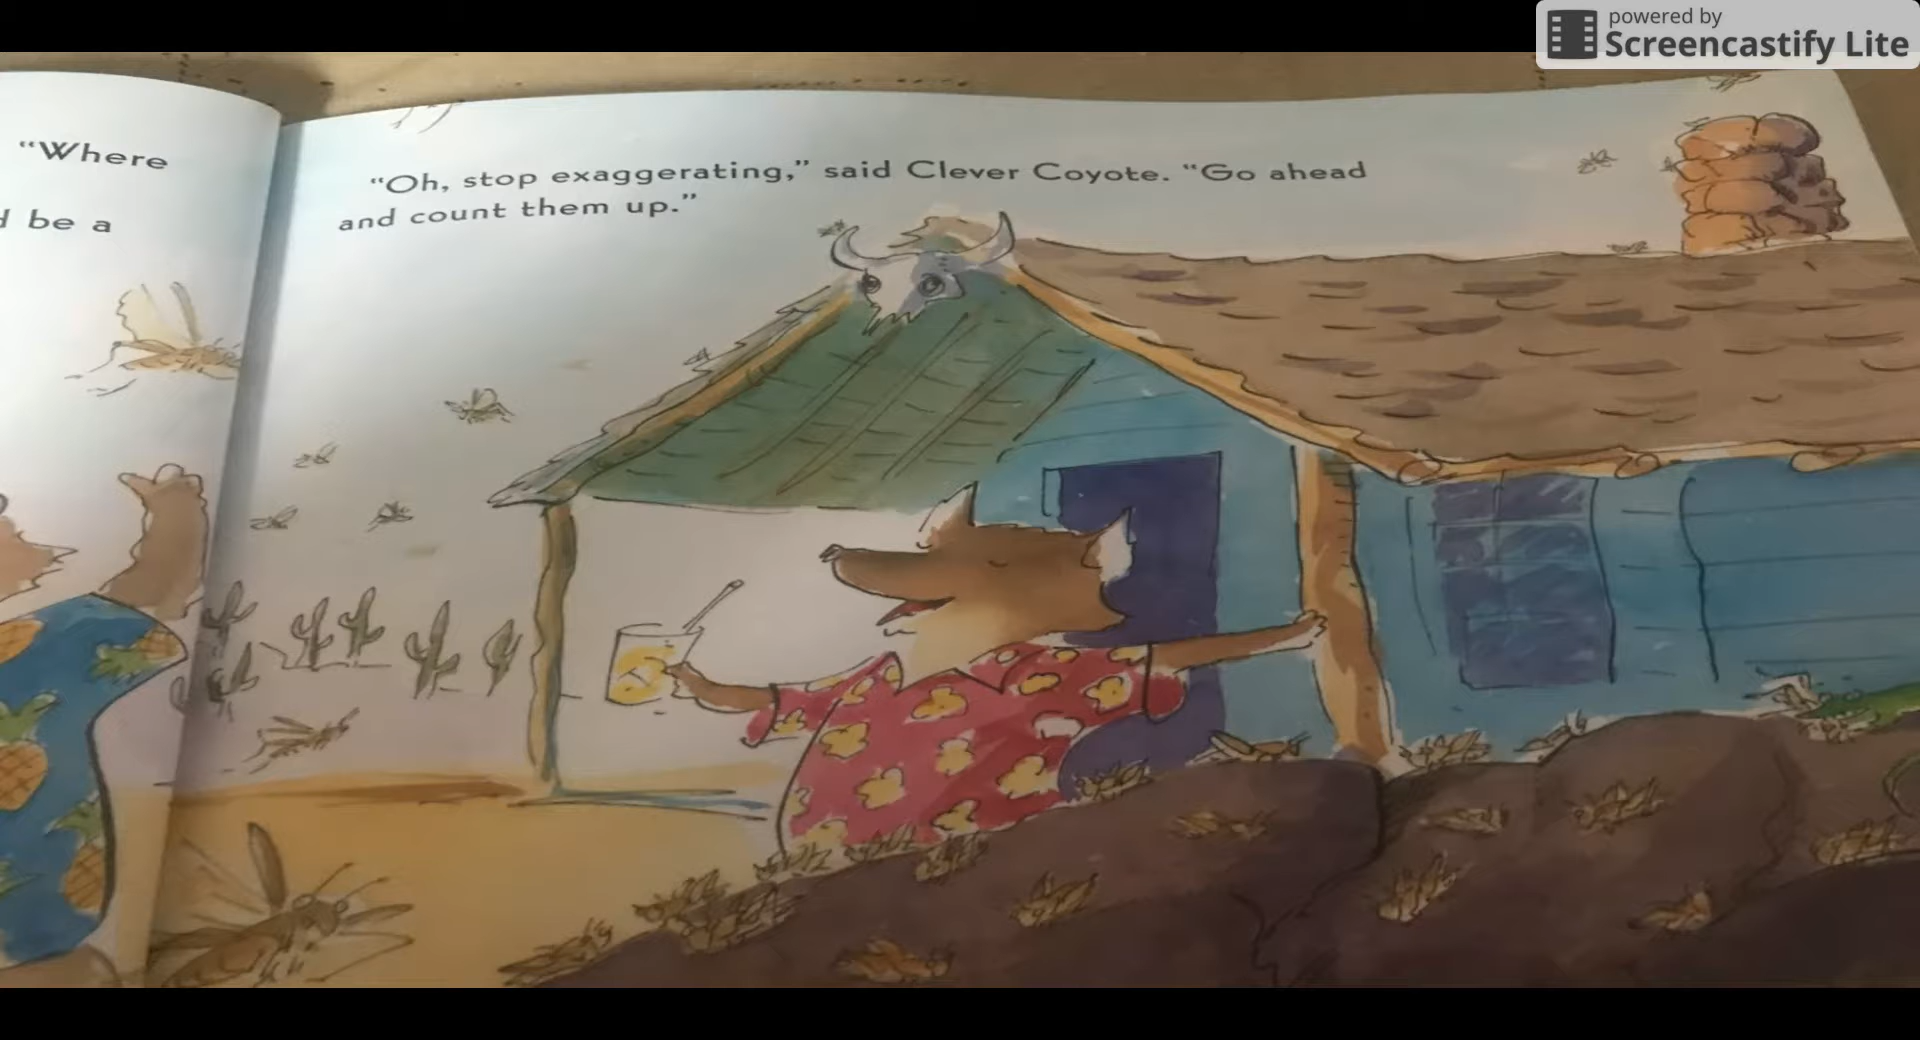 powered by
Screencastify Lite
“Where
be a
“Oh, stop exaggerating,” said Clever Coyote. “Go ahead
and count them up.”